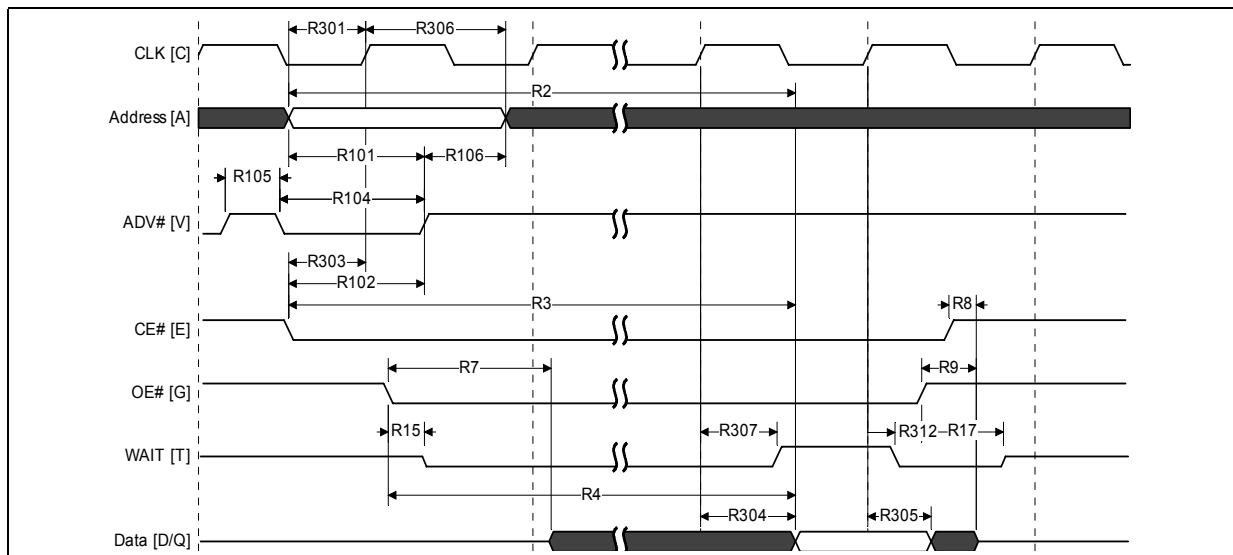 R301 R306
CLK [C]
R2
Address [A]
R101 R106
R105
R104
ADV# [V]
R303
R102
R3
R8
CE# [E]
R7
R9
OE# [G]
R15
R307
R312 R17
WAIT [T]
R4
R304
R305
Data [D/Q]